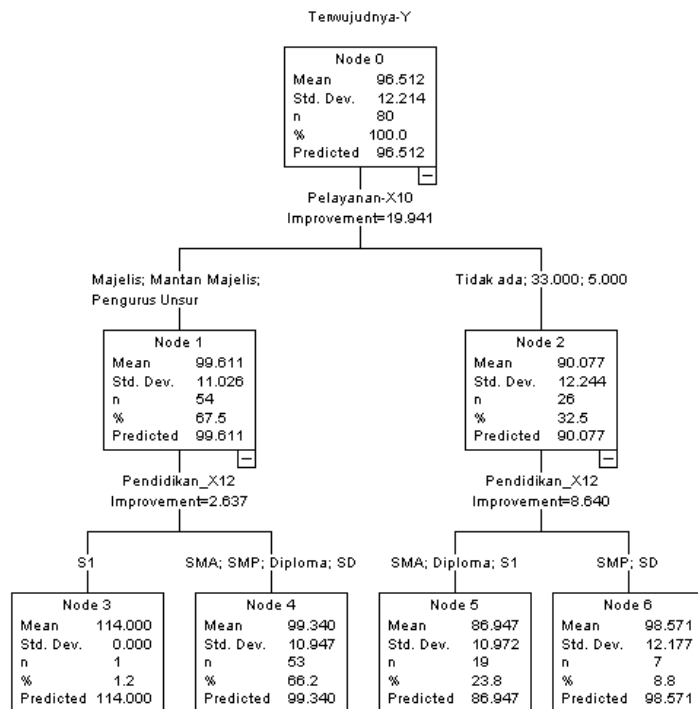 Terwujudnya-Y
Node 0
Mean 96.512
Std. Dev. 12.214
n 80
% 100.0
Predicted 96.512
Pelayanan-X10
Improvement=19.941
Majelis; Mantan Majelis;
Pengurus Unsur
Tidak ada; 33.000; 5.000
Node 1
Mean 99.611
Std. Dev. 11.026
n 54
% 67.5
Predicted 99.611
Node 2
Mean 90.077
Std. Dev. 12.244
n 26
% 32.5
Predicted 90.077
Pendidikan_X12
Improvement=2.637
Pendidikan_X12
Improvement=8.640
S1
SMA; SMP; Diploma; SD
SMA; Diploma; S1
SMP; SD
Node 3
Mean 114.000
Std. Dev. 0.000
n 1
% 1.2
Predicted 114.000
Node 4
Mean 99.340
Std. Dev. 10.947
n 53
% 66.2
Predicted 99.340
Node 5
Mean 86.947
Std. Dev. 10.972
n 19
% 23.8
Predicted 86.947
Node 6
Mean 98.571
Std. Dev. 12.177
n 7
% 8.8
Predicted 98.571